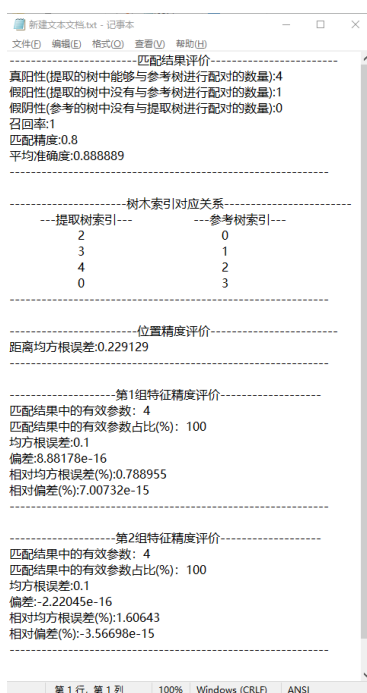 新建文本文档.txt - 记事本
文件(F) 编辑(E) 格式(O) 查看(V) 帮助(H)
-----------------------匹配结果评价-----------------------
真阳性(提取的树中能够与参考树进行配对的数量):4
假阳性(提取的树中没有与参考树进行配对的数量):1
假阴性(参考的树中没有与提取树进行配对的数量):0
召回率:1
匹配精度:0.8
平均准确度:0.888889
----------------------------------------------------------
---------------------树木索引对应关系-----------------------
---提取树索引--- ---参考树索引---
2 0
3 1
4 2
0 3
----------------------------------------------------------
-----------------------位置精度评价-----------------------
距离均方根误差:0.229129
----------------------------------------------------------
-------------------第1组特征精度评价------------------
匹配结果中的有效参数：4
匹配结果中的有效参数占比(%)：100
均方根误差:0.1
偏差:8.88178e-16
相对均方根误差(%):0.788955
相对偏差(%):7.00732e-15
----------------------------------------------------------
-------------------第2组特征精度评价------------------
匹配结果中的有效参数：4
匹配结果中的有效参数占比(%)：100
均方根误差:0.1
偏差:-2.22045e-16
相对均方根误差(%):1.60643
相对偏差(%):-3.56698e-15
----------------------------------------------------------
第 1 行，第 1 列 100% Windows (CRLF) ANSI